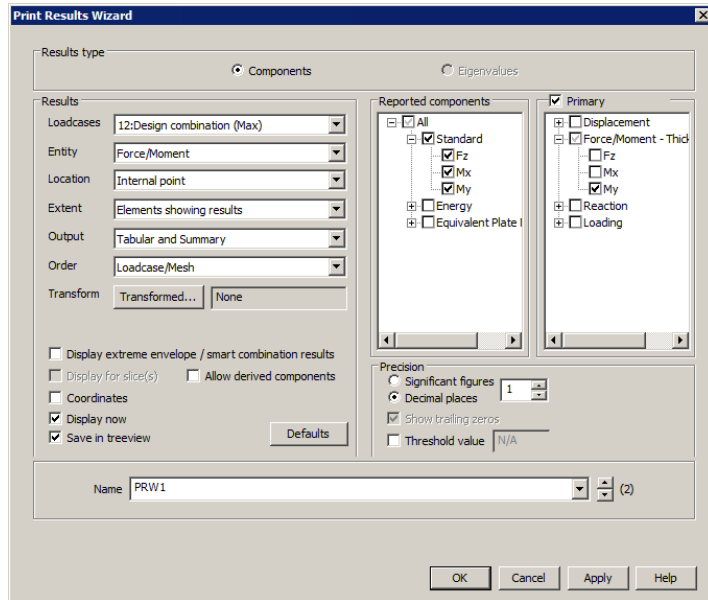 Print Results Wizard
Results type
Components
Eigenvalues
Results
Loadcases 12:Design combination (Max)
Entity Force/Moment
Location Internal point
Extent Elements showing results
Output Tabular and Summary
Order Loadcase/Mesh
Transform Transformed... None
Display extreme envelope / smart combination results
Display for slice(s) Allow derived components
Coordinates
Display now
Save in treeview
Defaults
Reported components
All
Standard
Fz
Mx
My
Energy
Equivalent Plate
Primary
Displacement
Force/Moment - Thick
Fz
Mx
My
Reaction
Loading
Precision
Significant figures
Decimal places
1
Show trailing zeros
Threshold value N/A
Name PRW1 (2)
OK Cancel Apply Help